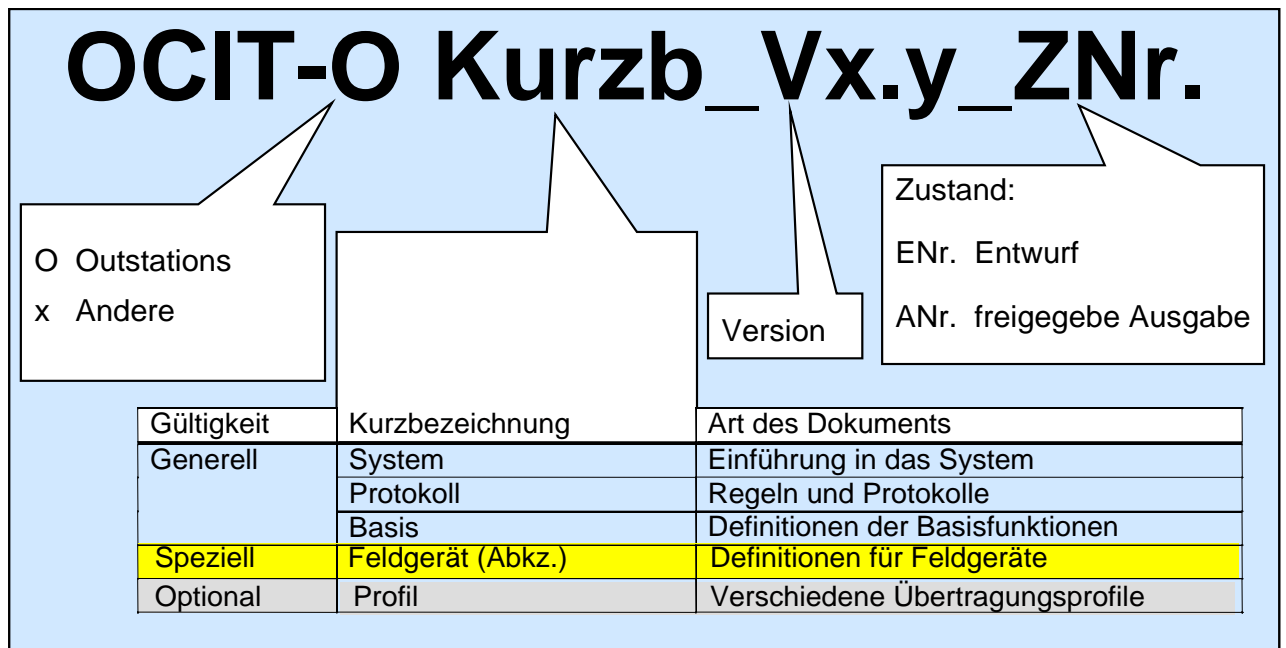 OCIT-O Kurzb_Vx.y_ZNr.
O Outstations
x Andere
Version
Zustand:
ENr. Entwurf
ANr. freigegebe Ausgabe
Gültigkeit Kurzbezeichnung Art des Dokuments
Generell System Einführung in das System
Protokoll Regeln und Protokolle
Basis Definitionen der Basisfunktionen
Speziell Feldgerät (Abkz.) Definitionen für Feldgeräte
Optional Profil Verschiedene Übertragungsprofile